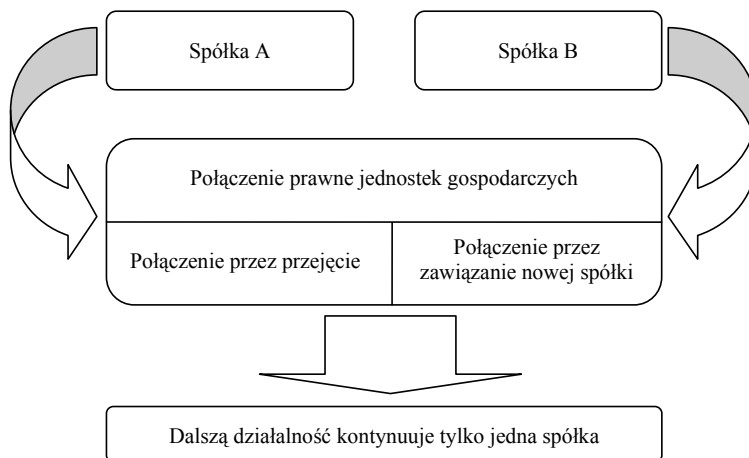 Spółka A
Spółka B
Połączenie prawne jednostek gospodarczych
Połączenie przez przejęcie
Połączenie przez
zawiązanie nowej spółki
Dalszą działalność kontynuuje tylko jedna spółka